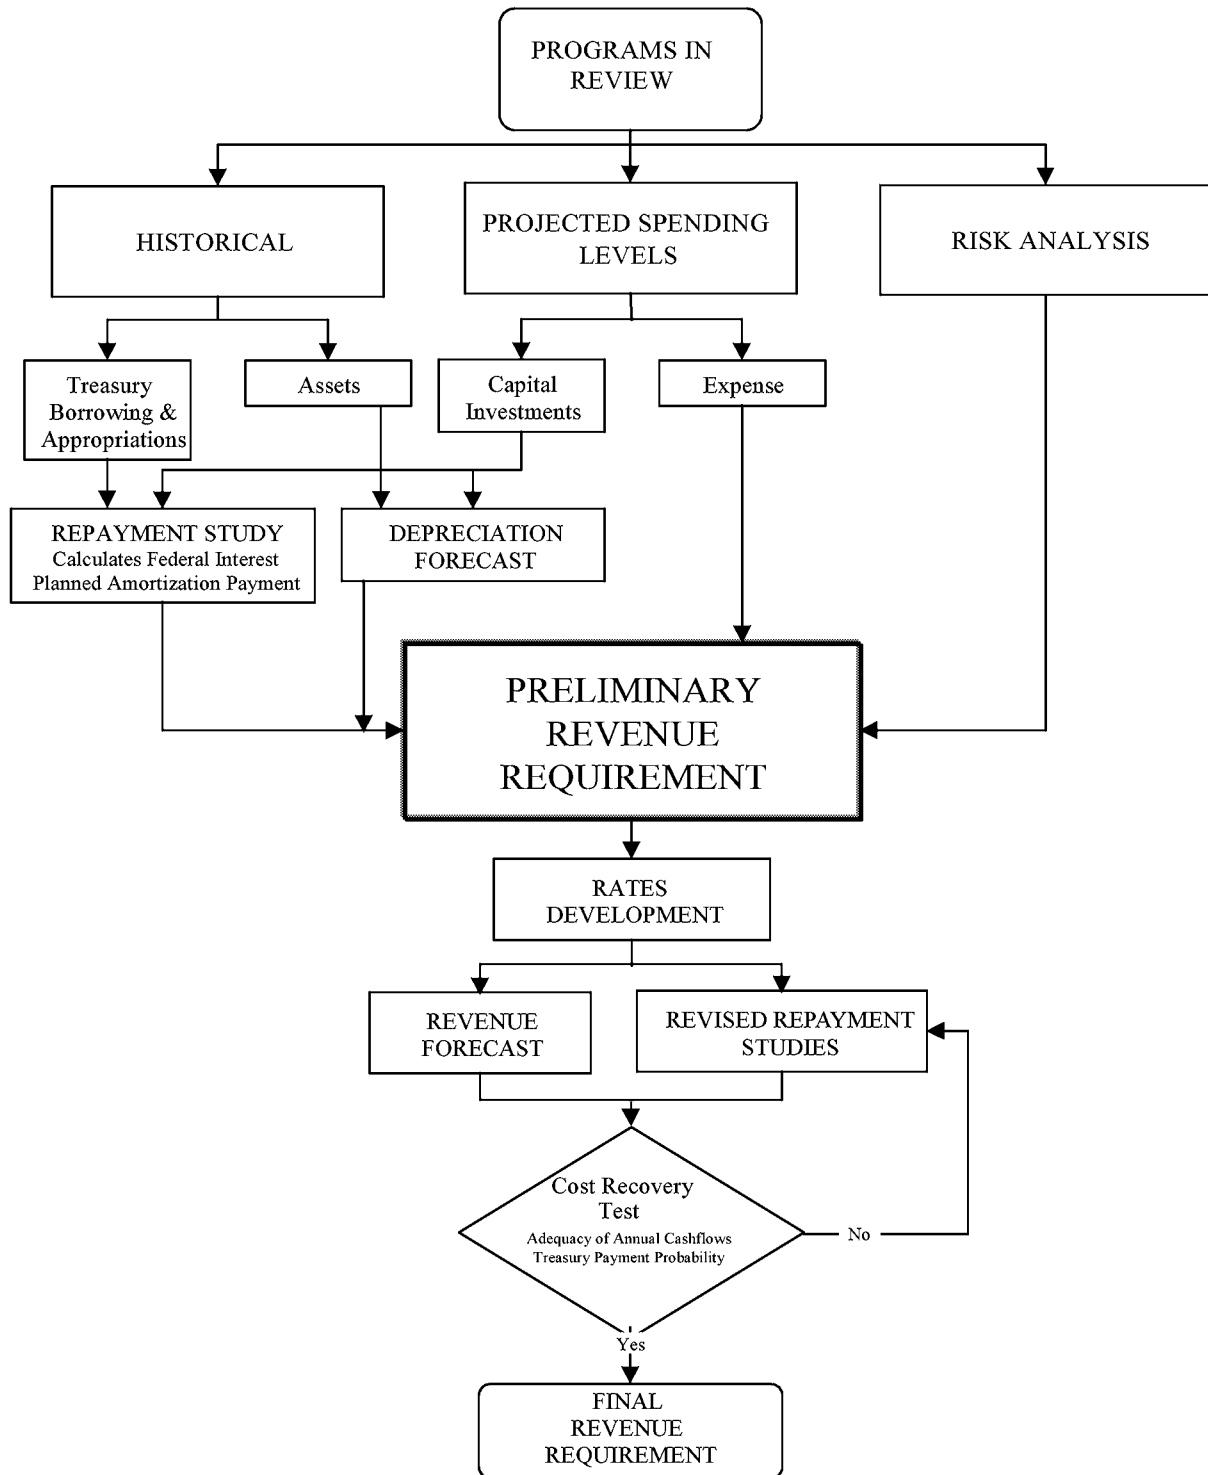 PROGRAMS IN
REVIEW
HISTORICAL
PROJECTED SPENDING
LEVELS
RISK ANALYSIS
Treasury
Borrowing &
Appropriations
Assets
Capital
Investments
Expense
REPAYMENT STUDY
Calculates Federal Interest
Planned Amortization Payment
DEPRECIATION
FORECAST
PRELIMINARY
REVENUE
REQUIREMENT
RATES
DEVELOPMENT
REVENUE
FORECAST
REVISED REPAYMENT
STUDIES
Cost Recovery
Test
Adequacy of Annual Cashflows
Treasury Payment Probability
No
Yes
FINAL
REVENUE
REQUIREMENT